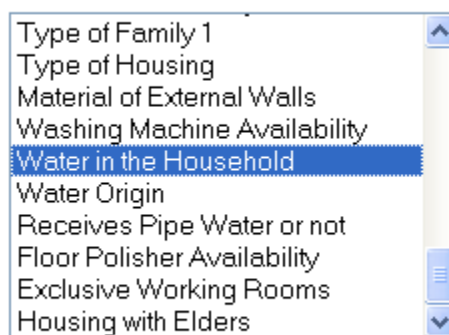 Type of Family 1
Type of Housing
Material of External Walls
Washing Machine Availability
Water in the Household
Water Origin
Receives Pipe Water or not
Floor Polisher Availability
Exclusive Working Rooms
Housing with Elders